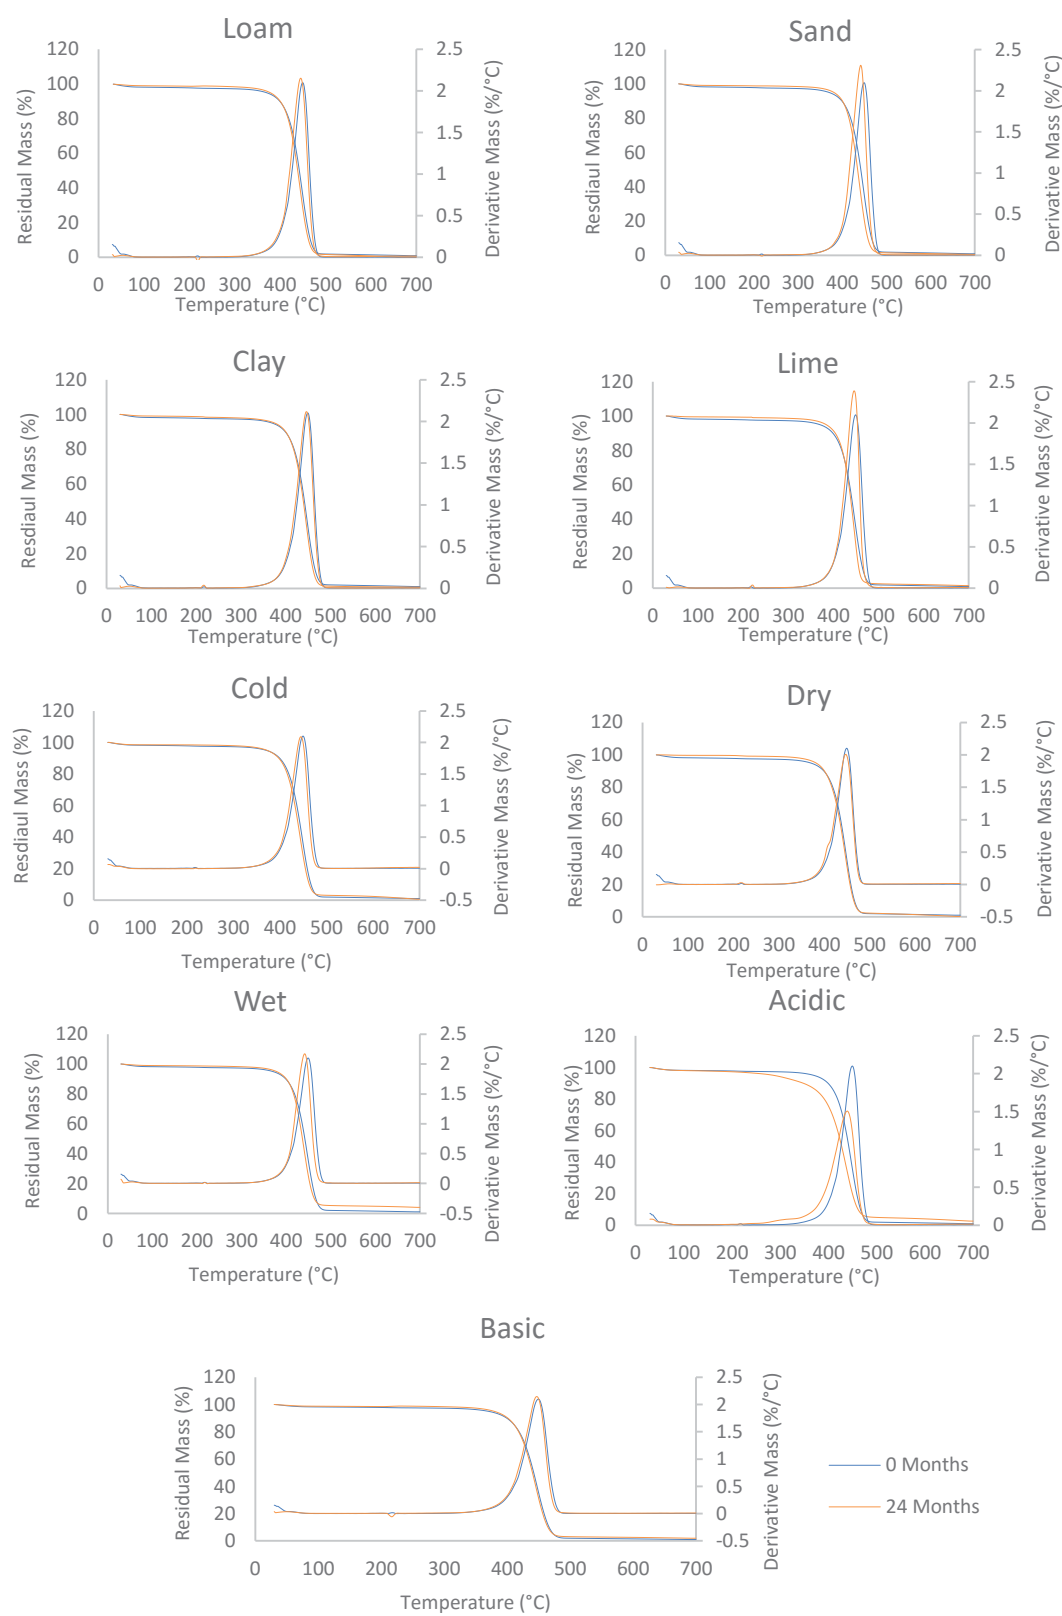 Loam
Residual Mass (%)
120
100
80
60
40
20
0
2.5
2
1.5
1
0.5
0
Derivative Mass (%/°C)
0 100 200 300 400 500 600 700
Temperature (°C)
Sand
Resdiaul Mass (%)
120
100
80
60
40
20
0
2.5
2
1.5
1
0.5
0
Derivative Mass (%/°C)
0 100 200 300 400 500 600 700
Temperature (°C)
Clay
Resdiaul Mass (%)
120
100
80
60
40
20
0
2.5
2
1.5
1
0.5
0
Derivative Mass (%/°C)
0 100 200 300 400 500 600 700
Temperature (°C)
Lime
Resdiaul Mass (%)
120
100
80
60
40
20
0
2.5
2
1.5
1
0.5
0
Derivative Mass (%/°C)
0 100 200 300 400 500 600 700
Temperature (°C)
Cold
Resdiaul Mass (%)
120
100
80
60
40
20
0
2.5
2
1.5
1
0.5
0
-0.5
Derivative Mass (%/°C)
0 100 200 300 400 500 600 700
Temperature (°C)
Dry
Residual Mass (%)
120
100
80
60
40
20
0
2.5
2
1.5
1
0.5
0
-0.5
Derivative Mass (%/°C)
0 100 200 300 400 500 600 700
Temperature (°C)
Wet
Residual Mass (%)
120
100
80
60
40
20
0
2.5
2
1.5
1
0.5
0
-0.5
Derivative Mass (%/°C)
0 100 200 300 400 500 600 700
Temperature (°C)
Acidic
Residual Mass (%)
120
100
80
60
40
20
0
2.5
2
1.5
1
0.5
0
Derivative Mass (%/°C)
0 100 200 300 400 500 600 700
Temperature (°C)
Basic
Residual Mass (%)
120
100
80
60
40
20
0
2.5
2
1.5
1
0.5
0
-0.5
Derivative Mass (%/°C)
0 100 200 300 400 500 600 700
Temperature (°C)
0 Months
24 Months